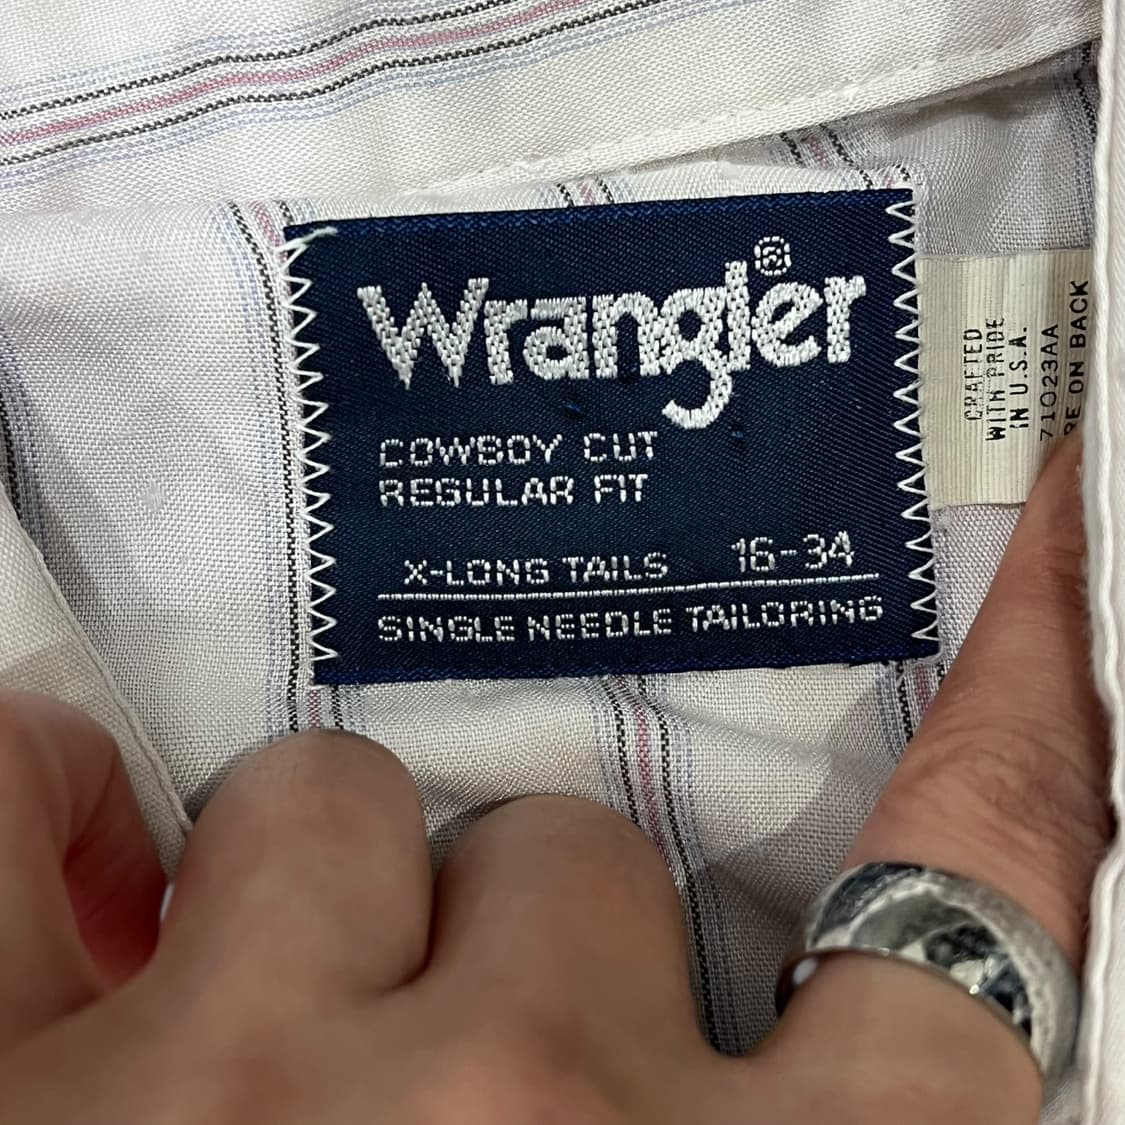 Wrangler®
COWBOY CUT
REGULAR FIT
X-LONG TAILS 16-34
SINGLE NEEDLE TAILORING
CRAFTED
WITH PRIDE
IN U.S.A.
71023AA
ON BACK